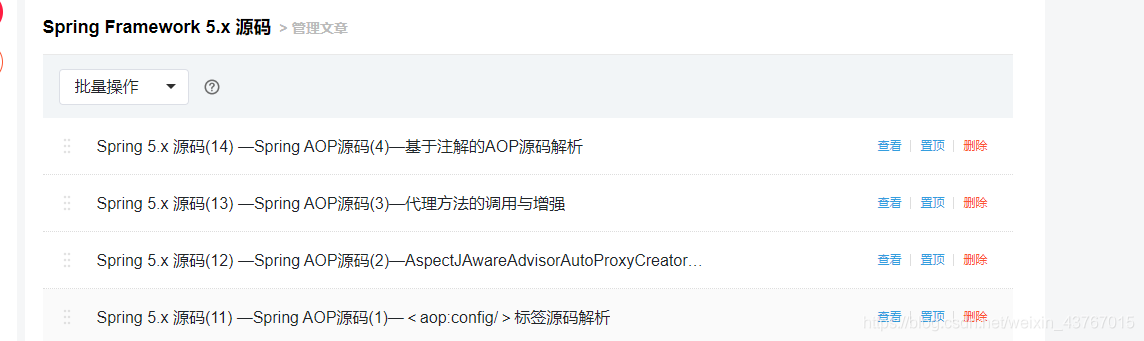 Spring Framework 5.x 源码 > 管理文章
批量操作
Spring 5.x 源码(14) —Spring AOP源码(4)—基于注解的AOP源码解析 查看 置顶 删除
Spring 5.x 源码(13) —Spring AOP源码(3)—代理方法的调用与增强 查看 置顶 删除
Spring 5.x 源码(12) —Spring AOP源码(2)—AspectJAwareAdvisorAutoProxyCreator… 查看 置顶 删除
Spring 5.x 源码(11) —Spring AOP源码(1)—＜aop:config/＞标签源码解析 查看 置顶 删除
https://blog.csdn.net/weixin_43767015